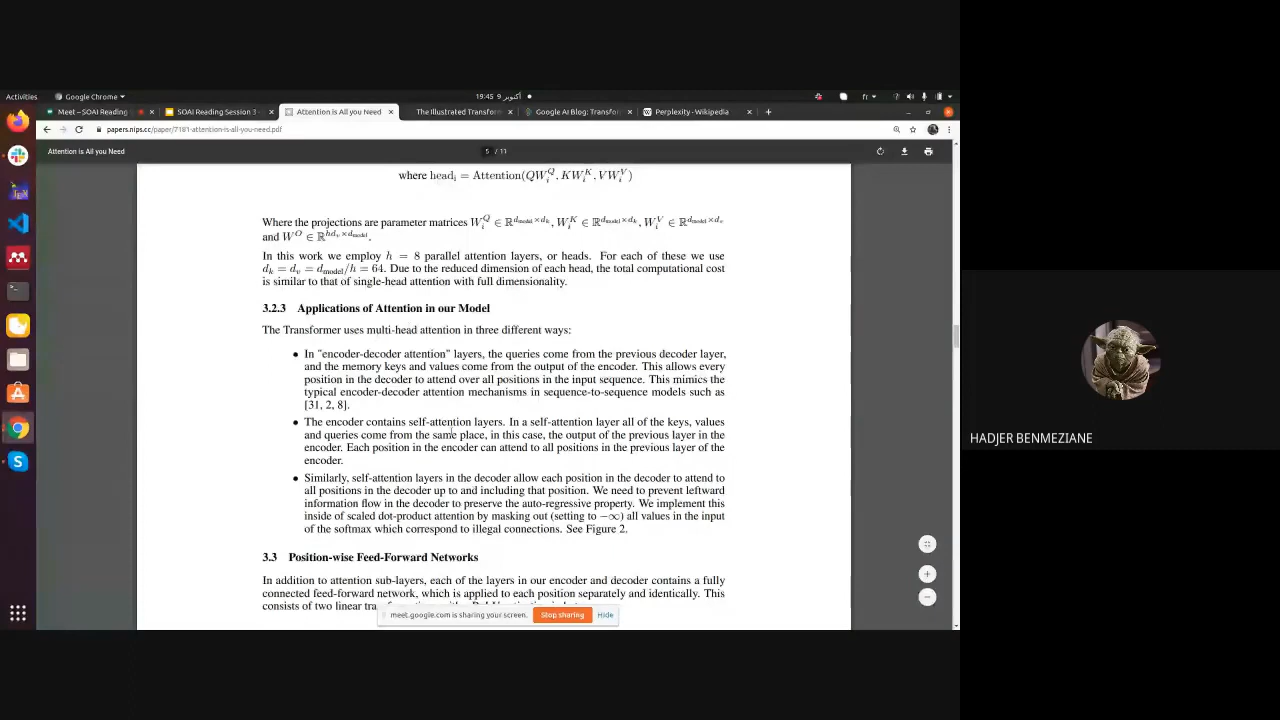 Activities
Google Chrome
19:45 9 أكتوبر
fr
Meet – SOAI Reading
SOAI Reading Session 3 -
Attention is All you Need
The Illustrated Transform
Google AI Blog: Transfor
Perplexity - Wikipedia
papers.nips.cc/paper/7181-attention-is-all-you-need.pdf
Attention is All you Need
5 / 11
where head_i = Attention(QW_i^Q, KW_i^K, VW_i^V)
Where the projections are parameter matrices W_i^Q ∈ ℝ^{d_model×d_k}, W_i^K ∈ ℝ^{d_model×d_k}, W_i^V ∈ ℝ^{d_model×d_v}
and W^O ∈ ℝ^{hd_v×d_model}.
In this work we employ h = 8 parallel attention layers, or heads. For each of these we use
d_k = d_v = d_model/h = 64. Due to the reduced dimension of each head, the total computational cost
is similar to that of single-head attention with full dimensionality.
3.2.3 Applications of Attention in our Model
The Transformer uses multi-head attention in three different ways:
• In "encoder-decoder attention" layers, the queries come from the previous decoder layer,
and the memory keys and values come from the output of the encoder. This allows every
position in the decoder to attend over all positions in the input sequence. This mimics the
typical encoder-decoder attention mechanisms in sequence-to-sequence models such as
[31, 2, 8].
• The encoder contains self-attention layers. In a self-attention layer all of the keys, values
and queries come from the same place, in this case, the output of the previous layer in the
encoder. Each position in the encoder can attend to all positions in the previous layer of the
encoder.
• Similarly, self-attention layers in the decoder allow each position in the decoder to attend to
all positions in the decoder up to and including that position. We need to prevent leftward
information flow in the decoder to preserve the auto-regressive property. We implement this
inside of scaled dot-product attention by masking out (setting to −∞) all values in the input
of the softmax which correspond to illegal connections. See Figure 2.
3.3 Position-wise Feed-Forward Networks
In addition to attention sub-layers, each of the layers in our encoder and decoder contains a fully
connected feed-forward network, which is applied to each position separately and identically. This
consists of two linear
meet.google.com is sharing your screen.
Stop sharing
Hide
HADJER BENMEZIANE